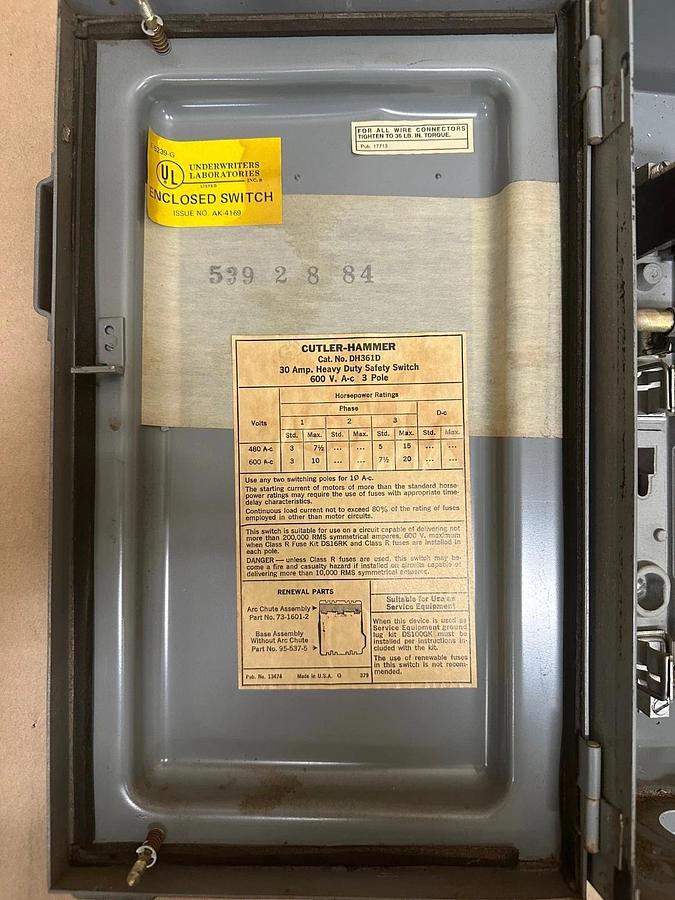 E5239-G
UL
UNDERWRITERS
LABORATORIES
INC.®
LISTED
ENCLOSED SWITCH
ISSUE NO. AK-4169
FOR ALL WIRE CONNECTORS
TIGHTEN TO 36 LB. IN. TORQUE.
Pub. 17713
539 2 8 84
CUTLER-HAMMER
Cat. No. DH361D
30 Amp. Heavy Duty Safety Switch
600 V. A-c 3 Pole
Horsepower Ratings
Volts Phase D-c
1 2 3
Std. Max. Std. Max. Std. Max. Std. Max.
480 A-c 3 7½ ... ... 5 15 ... ...
600 A-c 3 10 ... ... 7½ 20 ... ...
Use any two switching poles for 1Ø A-c.
The starting current of motors of more than the standard horse-
power ratings may require the use of fuses with appropriate time-
delay characteristics.
Continuous load current not to exceed 80% of the rating of fuses
employed in other than motor circuits.
This switch is suitable for use on a circuit capable of delivering not
more than 200,000 RMS symmetrical amperes, 600 V. maximum
when Class R Fuse Kit DS16RK and Class R fuses are installed in
each pole.
DANGER — unless Class R fuses are used, this switch may be-
come a fire and casualty hazard if installed on circuits capable of
delivering more than 10,000 RMS symmetrical amperes.
RENEWAL PARTS
Arc Chute Assembly
Part No. 73-1601-2
Base Assembly
Without Arc Chute
Part No. 95-537-5
Suitable for Use as
Service Equipment
When this device is used as
Service Equipment ground
lug kit DS100GK must be
installed per instructions in-
cluded with the kit.
The use of renewable fuses
in this switch is not recom-
mended.
Pub. No. 13474 Made in U.S.A. G 379